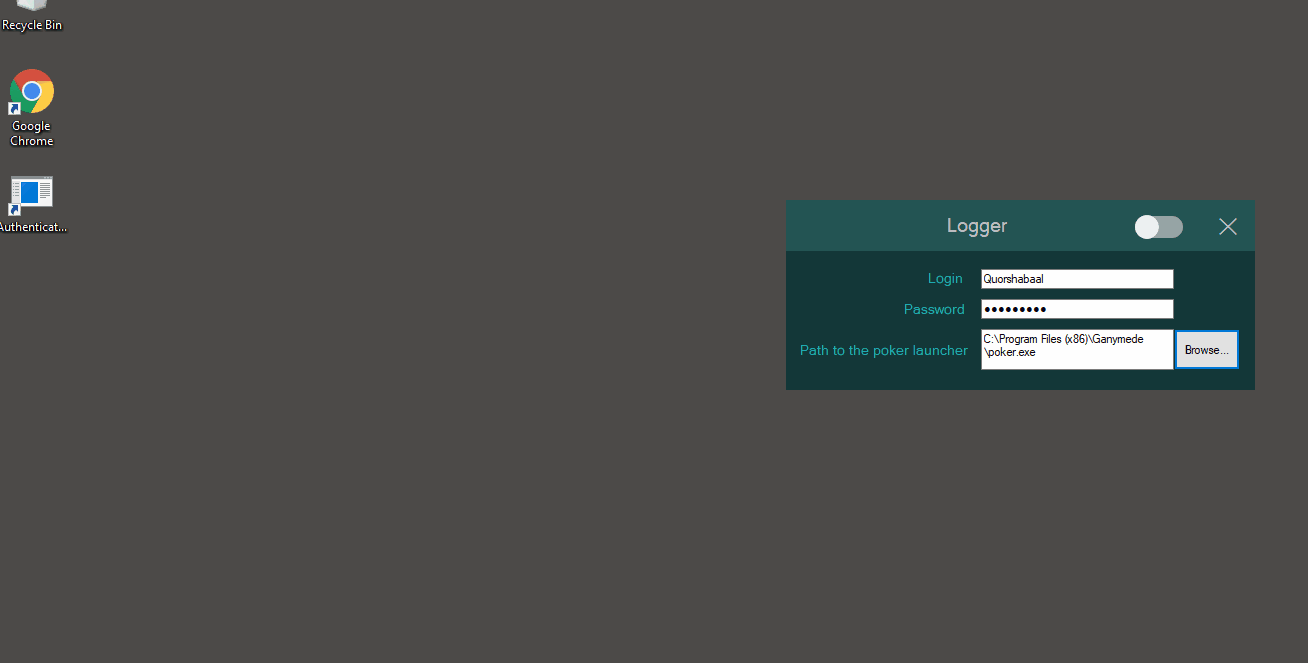 Recycle Bin
Google
Chrome
Authenticat...
Logger
Login
Quorshabaal
Password
•••••••••
Path to the poker launcher
C:\Program Files (x86)\Ganymede
\poker.exe
Browse...